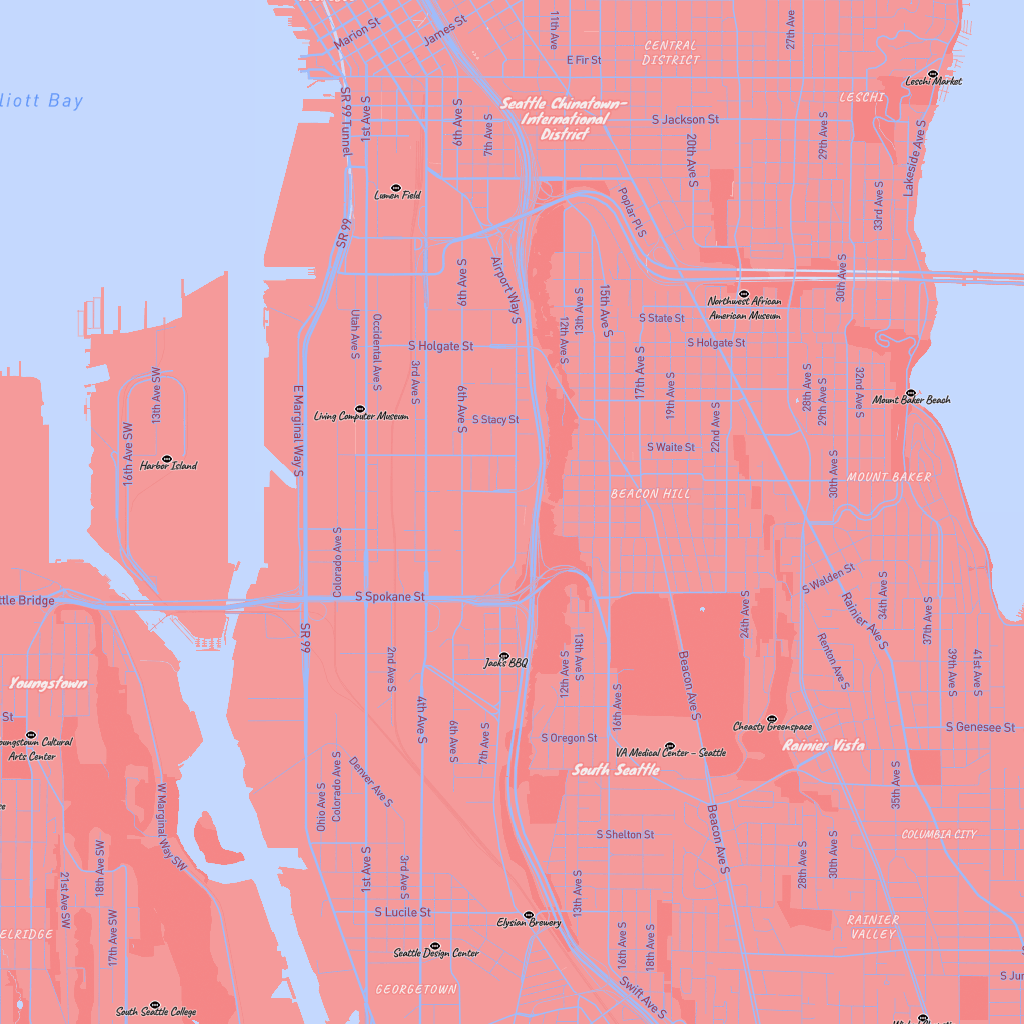 Marion St
James St
11th Ave
27th Ave S
CENTRAL
DISTRICT
E Fir St
Leschi Market
LESCHI
Seattle Chinatown-
International
District
SR 99 Tunnel
1st Ave S
6th Ave S
7th Ave S
S Jackson St
20th Ave S
29th Ave S
Lakeside Ave S
Lumen Field
33rd Ave S
Poplar Pl S
SR 99
6th Ave S
Airport Way S
15th Ave S
13th Ave S
12th Ave S
30th Ave S
Northwest African
American Museum
S State St
S Holgate St
S Holgate St
Utah Ave S
Occidental Ave S
3rd Ave S
6th Ave S
17th Ave S
19th Ave S
22nd Ave S
28th Ave S
29th Ave S
32nd Ave S
Mount Baker Beach
13th Ave SW
16th Ave SW
Harbor Island
E Marginal Way S
Living Computer Museum
S Stacy St
S Waite St
30th Ave S
MOUNT BAKER
BEACON HILL
Colorado Ave S
S Spokane St
S Walden St
Rainier Ave S
34th Ave S
37th Ave S
24th Ave S
SR 99
2nd Ave S
Jacks BBQ
13th Ave S
12th Ave S
16th Ave S
Beacon Ave S
Renton Ave S
39th Ave S
41st Ave S
Youngstown
St
Arts Center
4th Ave S
6th Ave S
7th Ave S
S Oregon St
VA Medical Center – Seattle
Cheasty Greenspace
Rainier Vista
S Genesee St
South Seattle
Ohio Ave S
Colorado Ave S
Denver Ave S
35th Ave S
W Marginal Way SW
S Shelton St
Beacon Ave S
COLUMBIA CITY
21st Ave SW
18th Ave SW
17th Ave SW
1st Ave S
3rd Ave S
13th Ave S
28th Ave S
30th Ave S
S Lucile St
Elysian Brewery
16th Ave S
18th Ave S
RAINIER
VALLEY
Seattle Design Center
GEORGETOWN
Swift Ave S
South Seattle College